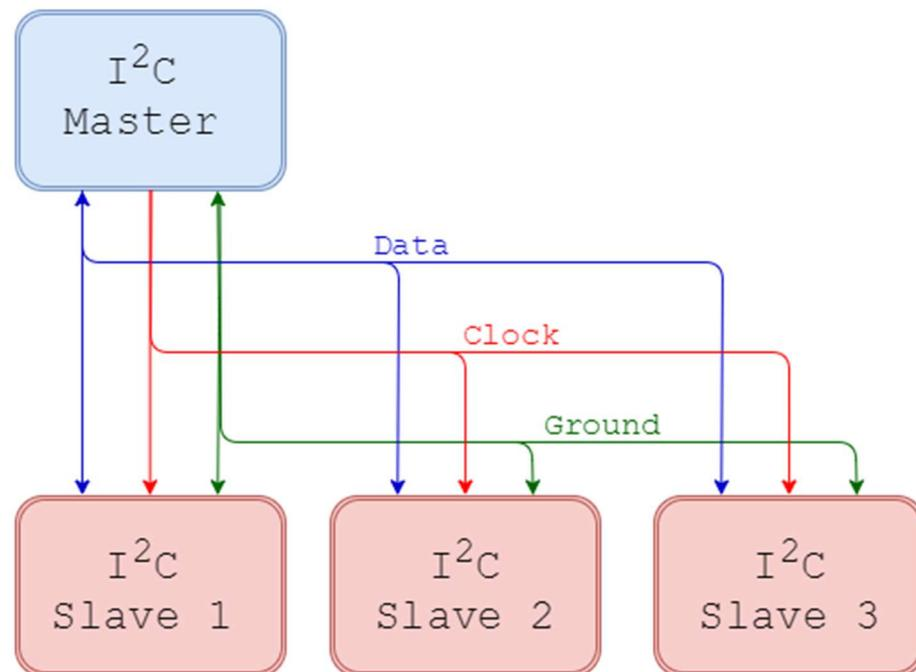 I²C
Master
Data
Clock
Ground
I²C
Slave 1
I²C
Slave 2
I²C
Slave 3